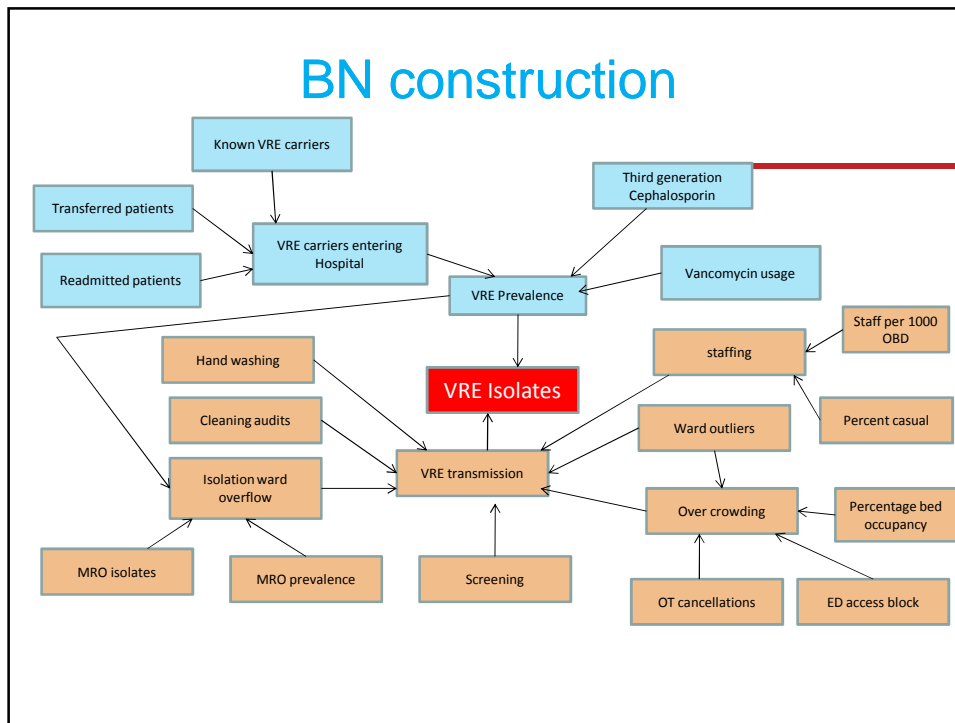 BN construction
Known VRE carriers
Third generation
Cephalosporin
Transferred patients
VRE carriers entering
Hospital
Readmitted patients
Vancomycin usage
VRE Prevalence
Staff per 1000
OBD
Hand washing
staffing
VRE Isolates
Cleaning audits
Ward outliers
Percent casual
Isolation ward
overflow
VRE transmission
Over crowding
Percentage bed
occupancy
MRO isolates
MRO prevalence
Screening
OT cancellations
ED access block